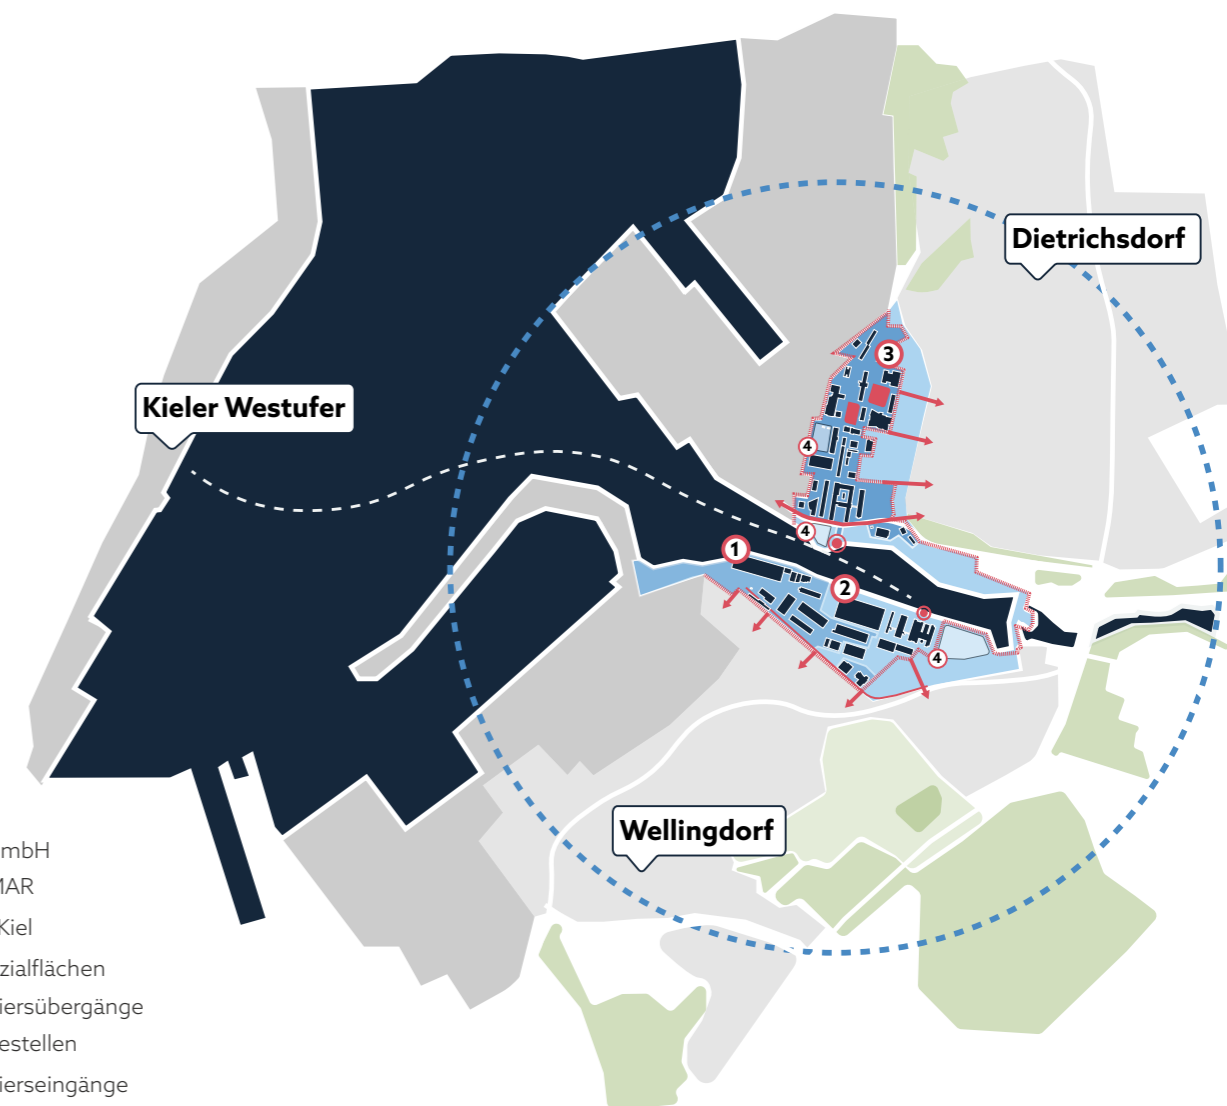 Dietrichsdorf
3
Kieler Westufer
4
4
1
2
4
Wellingdorf
mbH
MAR
Kiel
zialflächen
iersübergänge
estellen
ierseingänge